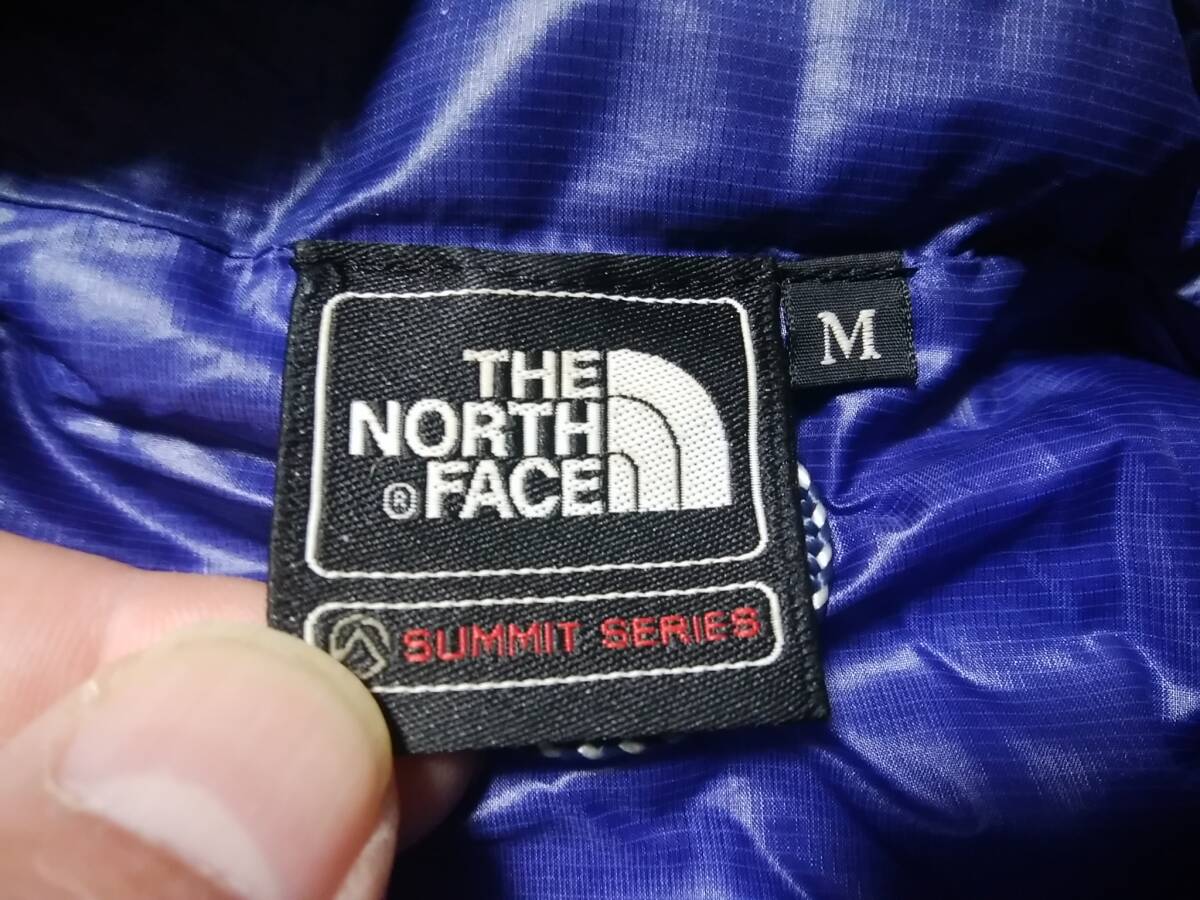 THE
NORTH
® FACE
SUMMIT SERIES
M